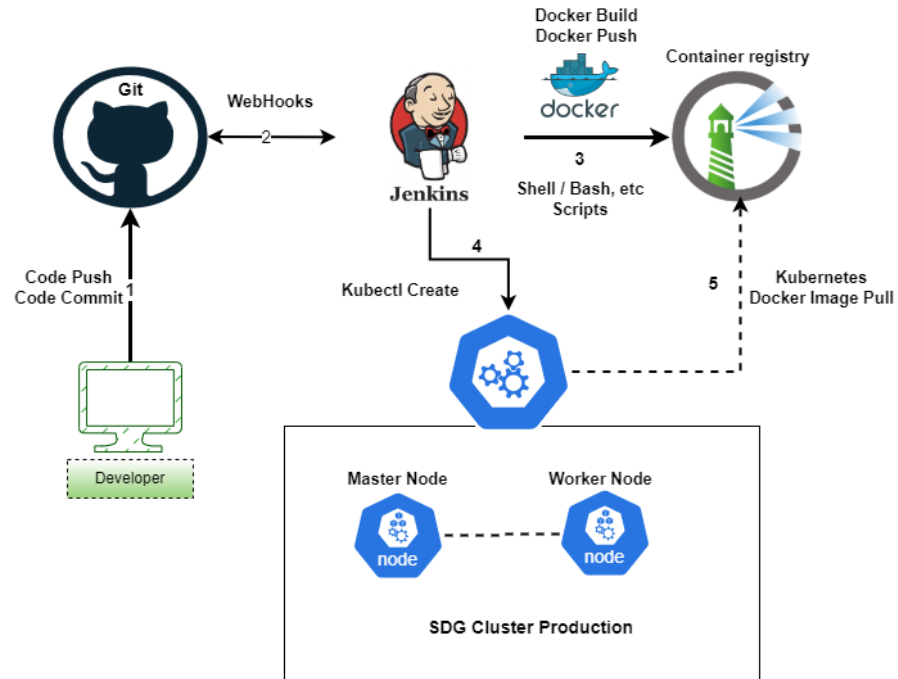 Docker Build
Docker Push
docker
Container registry
Git
WebHooks
2
Jenkins
3
Shell / Bash, etc
Scripts
4
Kubectl Create
5
Kubernetes
Docker Image Pull
Code Push
Code Commit
1
Developer
Master Node
Worker Node
node
node
SDG Cluster Production